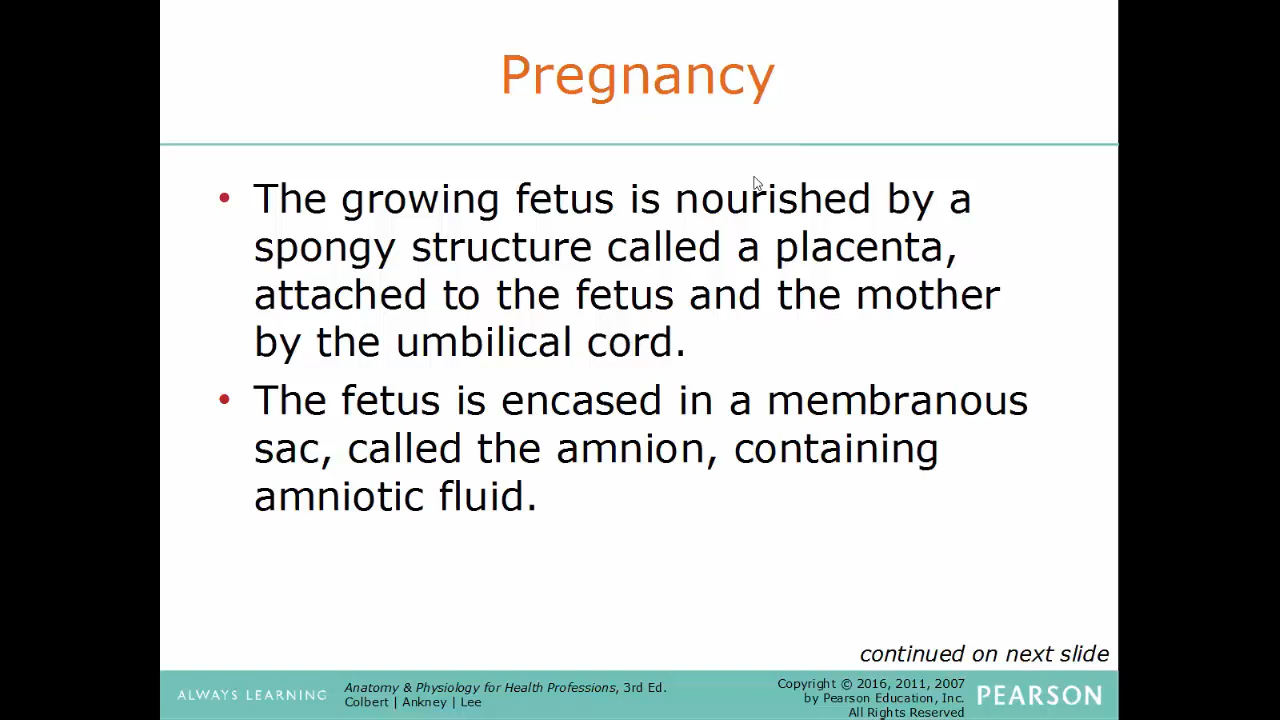 Pregnancy
• The growing fetus is nourished by a
spongy structure called a placenta,
attached to the fetus and the mother
by the umbilical cord.
• The fetus is encased in a membranous
sac, called the amnion, containing
amniotic fluid.
continued on next slide
ALWAYS LEARNING
Anatomy & Physiology for Health Professions, 3rd Ed.
Colbert | Ankney | Lee
Copyright © 2016, 2011, 2007
by Pearson Education, Inc.
All Rights Reserved
PEARSON